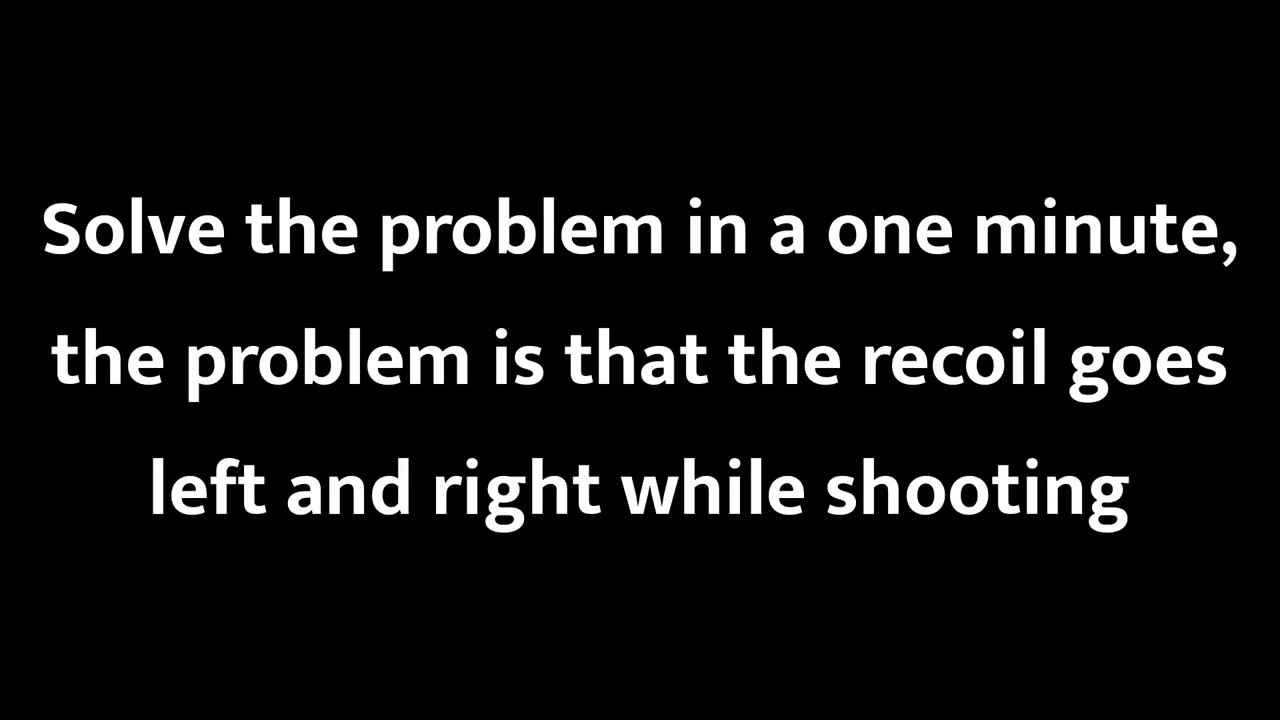 Solve the problem in a one minute,
the problem is that the recoil goes
left and right while shooting